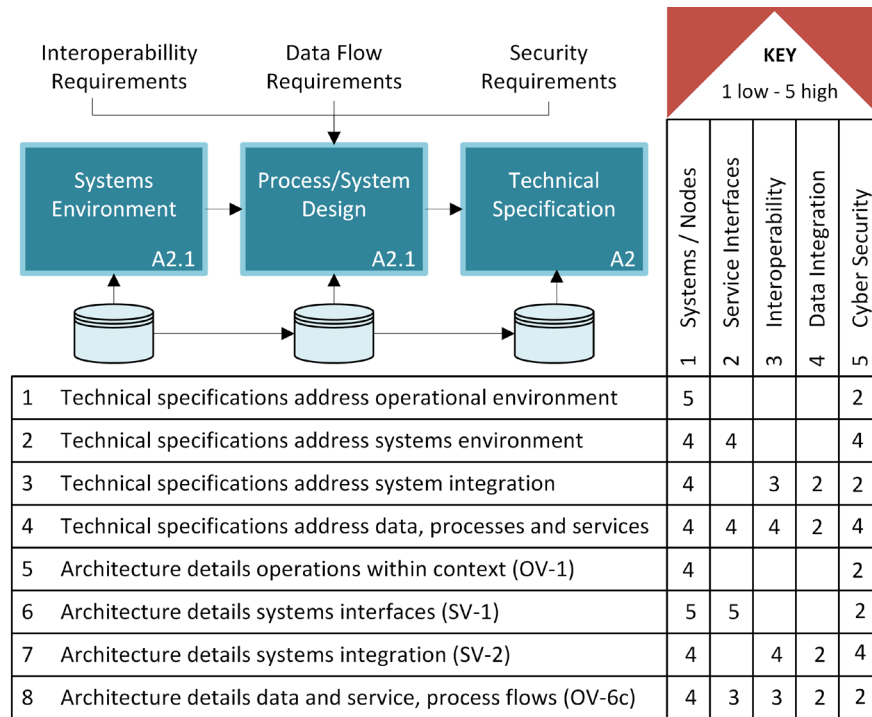 Interoperabillity Requirements
Data Flow Requirements
Security Requirements
KEY
1 low - 5 high
Systems Environment
A2.1
Process/System Design
A2.1
Technical Specification
A2
1 Systems / Nodes
2 Service Interfaces
3 Interoperability
4 Data Integration
5 Cyber Security
1 Technical specifications address operational environment 5 2
2 Technical specifications address systems environment 4 4 4
3 Technical specifications address system integration 4 3 2 2
4 Technical specifications address data, processes and services 4 4 4 2 4
5 Architecture details operations within context (OV-1) 4 2
6 Architecture details systems interfaces (SV-1) 5 5 2
7 Architecture details systems integration (SV-2) 4 4 2 4
8 Architecture details data and service, process flows (OV-6c) 4 3 3 2 2